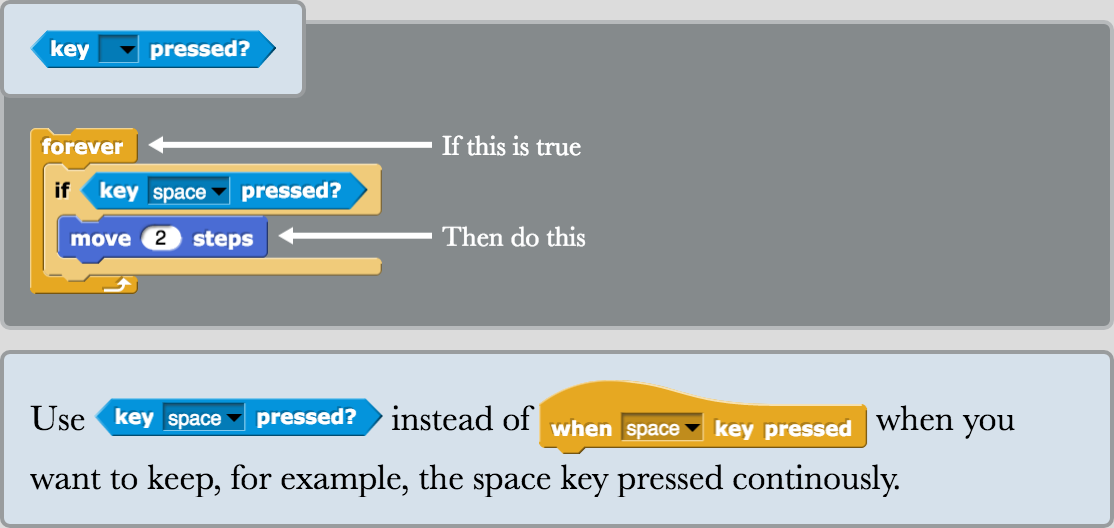 key pressed?
forever
If this is true
if key space pressed?
move 2 steps
Then do this
Use key space pressed? instead of when space key pressed when you
want to keep, for example, the space key pressed continously.